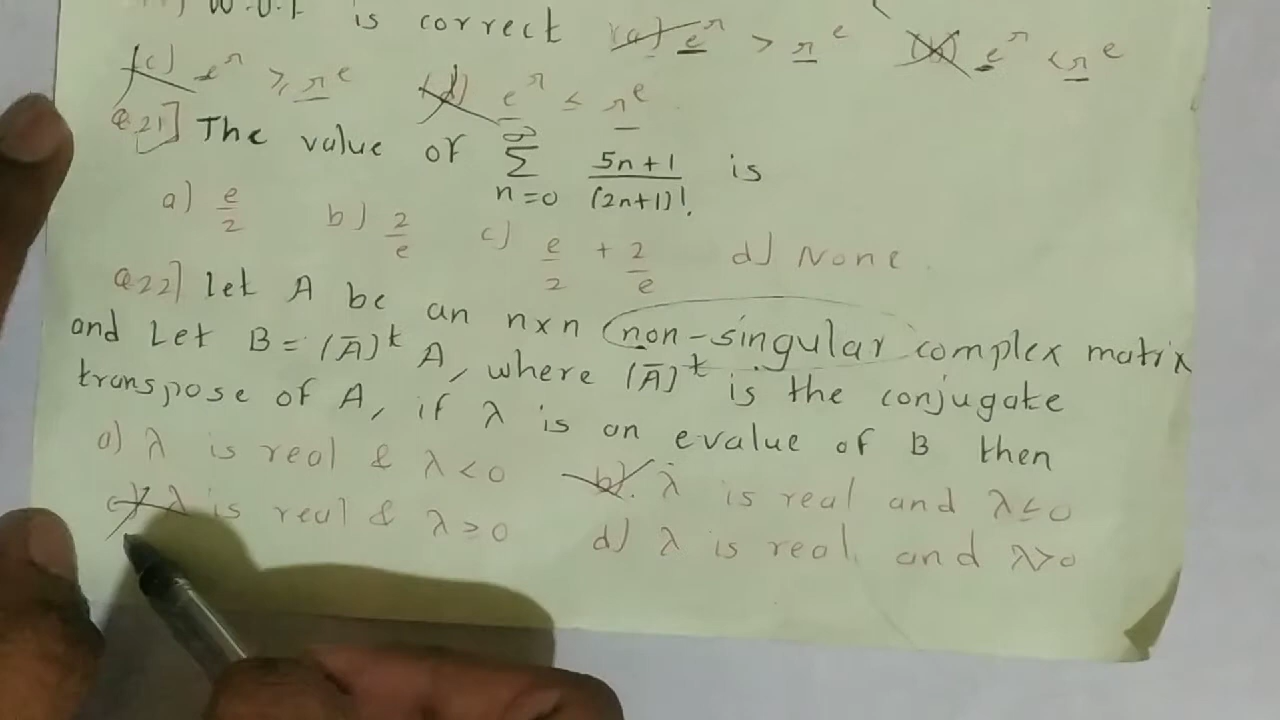 W.O.F is correct (a) e^π > π^e (b) e^π < π^e
(c) e^π ≥ π^e (d) e^π ≤ π^e
Q21] The value of ∑_{n=0}^{∞} (5n+1)/(2n+1)! is
a) e/2 b) 2/e c) e/2 + 2/e d) None.
Q22] Let A be an n×n non-singular complex matrix
and Let B = (Ā)^t A, where (Ā)^t is the conjugate
transpose of A, if λ is an evalue of B then
a) λ is real & λ < 0 b) λ is real and λ ≤ 0
c) λ is real & λ ≥ 0 d) λ is real and λ > 0